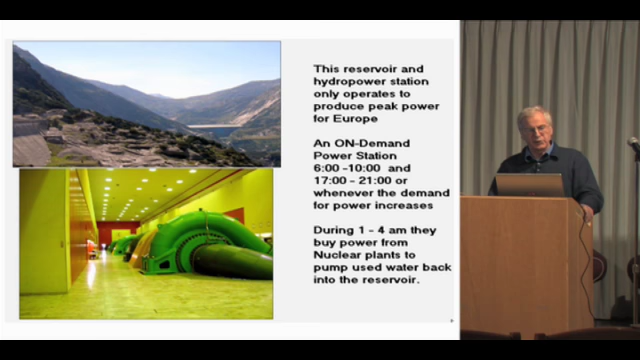 This reservoir and
hydropower station
only operates to
produce peak power
for Europe
An ON-Demand
Power Station
6:00 -10:00 and
17:00 - 21:00 or
whenever the demand
for power increases
During 1 - 4 am they
buy power from
Nuclear plants to
pump used water back
into the reservoir.